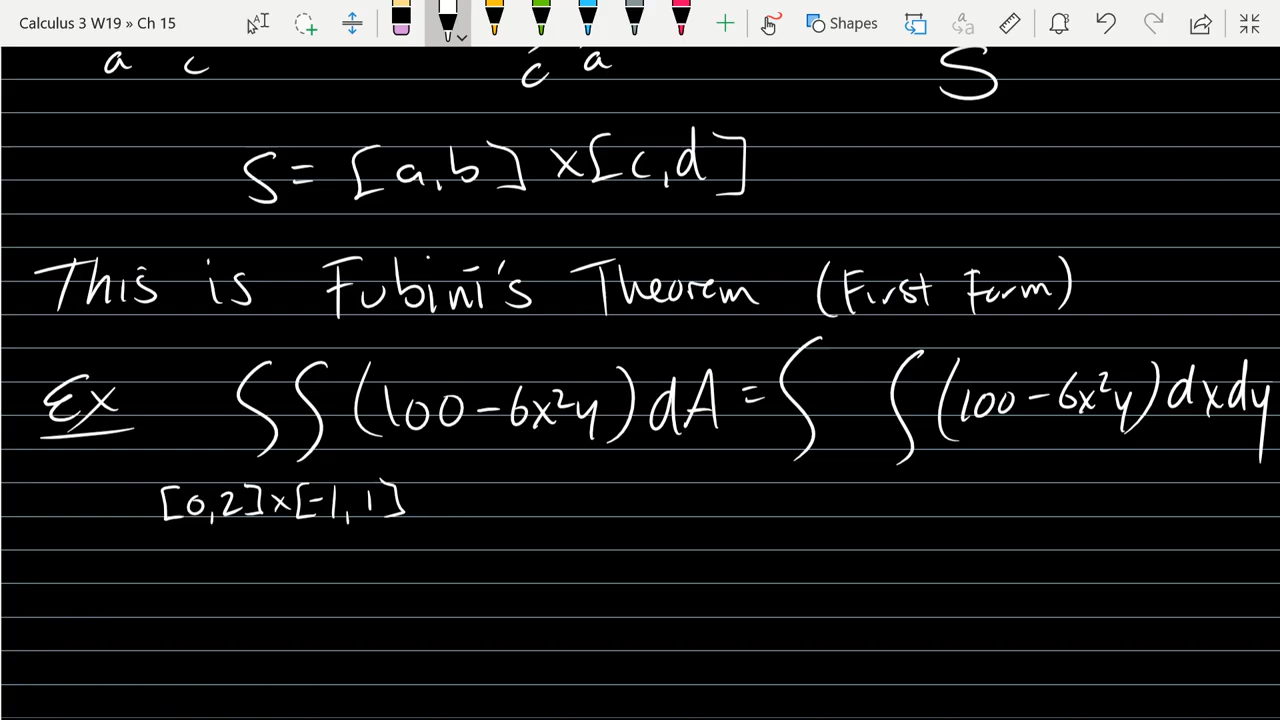 Calculus 3 W19 » Ch 15 Shapes
a c c a S
S = [a,b] × [c,d]
This is Fubini's Theorem (First Form)
Ex ∫∫ (100 - 6x²y) dA = ∫ ∫ (100 - 6x²y) dx dy
[0,2] × [-1, 1]